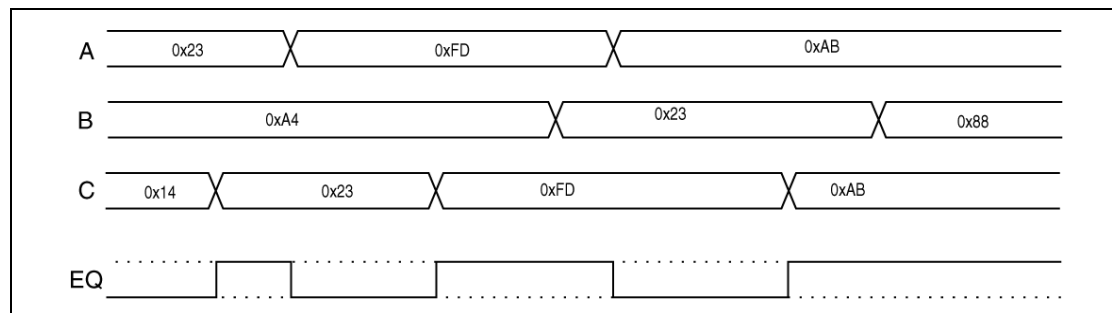 A 0x23 0xFD 0xAB
B 0xA4 0x23 0x88
C 0x14 0x23 0xFD 0xAB
EQ